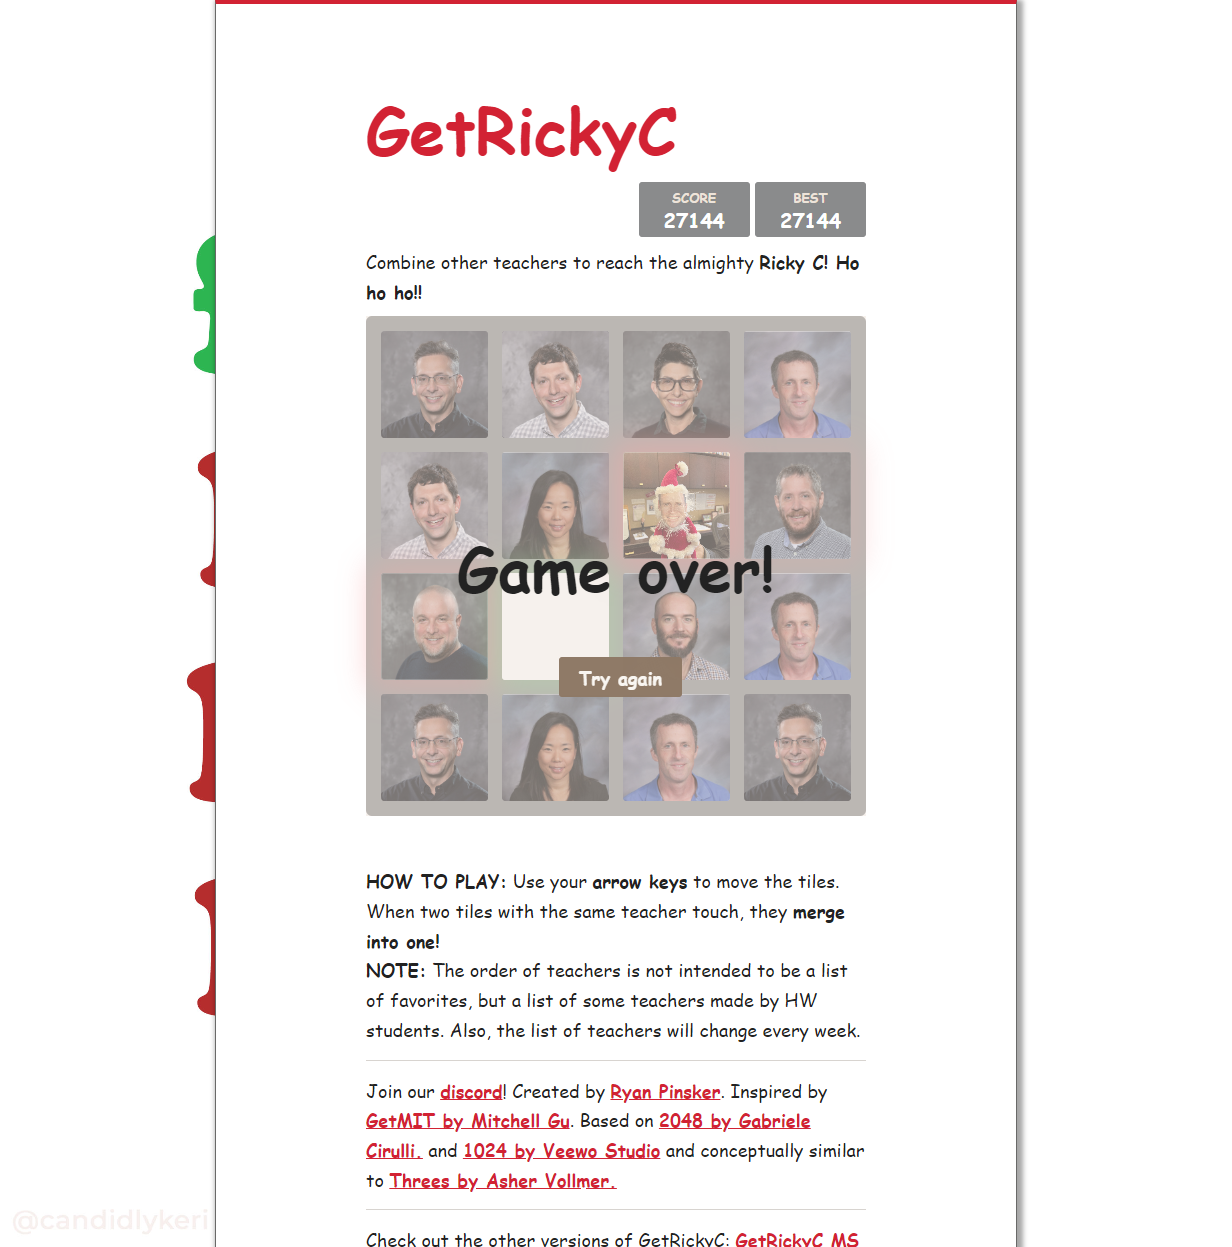 GetRickyC
SCORE
27144
BEST
27144
Combine other teachers to reach the almighty Ricky C! Ho
ho ho!!
Game over!
Try again
HOW TO PLAY: Use your arrow keys to move the tiles.
When two tiles with the same teacher touch, they merge
into one!
NOTE: The order of teachers is not intended to be a list
of favorites, but a list of some teachers made by HW
students. Also, the list of teachers will change every week.
Join our discord! Created by Ryan Pinsker. Inspired by
GetMIT by Mitchell Gu. Based on 2048 by Gabriele
Cirulli. and 1024 by Veewo Studio and conceptually similar
to Threes by Asher Vollmer.
@candidlykeri
Check out the other versions of GetRickyC: GetRickyC MS